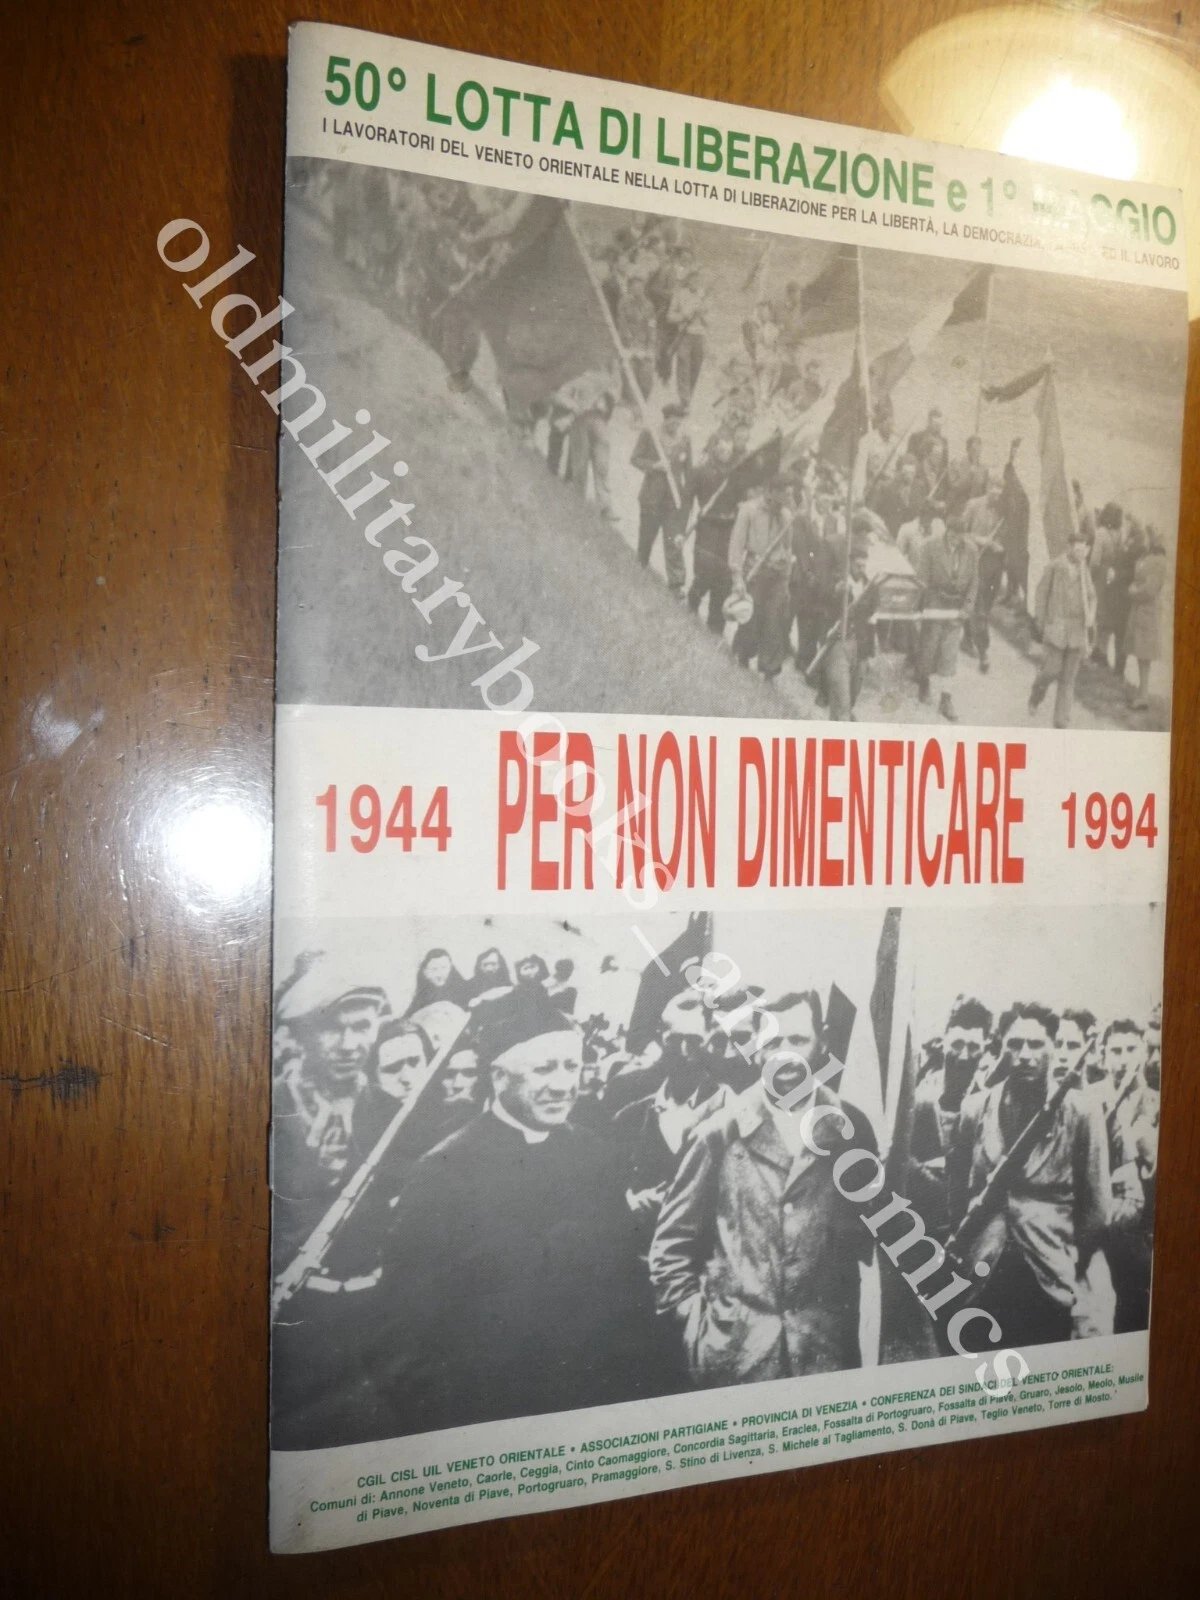 50° LOTTA DI LIBERAZIONE e 1° MAGGIO
I LAVORATORI DEL VENETO ORIENTALE NELLA LOTTA DI LIBERAZIONE PER LA LIBERTÀ, LA DEMOCRAZIA, ED IL LAVORO
1944 PER NON DIMENTICARE 1994
CGIL CISL UIL VENETO ORIENTALE • ASSOCIAZIONI PARTIGIANE • PROVINCIA DI VENEZIA • CONFERENZA DEI SINDACI DEL VENETO ORIENTALE:
Comuni di: Annone Veneto, Caorle, Ceggia, Cinto Caomaggiore, Concordia Sagittaria, Eraclea, Fossalta di Portogruaro, Fossalta di Piave, Gruaro, Jesolo, Meolo, Musile
di Piave, Noventa di Piave, Portogruaro, Pramaggiore, S. Stino di Livenza, S. Michele al Tagliamento, S. Donà di Piave, Teglio Veneto, Torre di Mosto.
oldmilitarybooks_andcomics